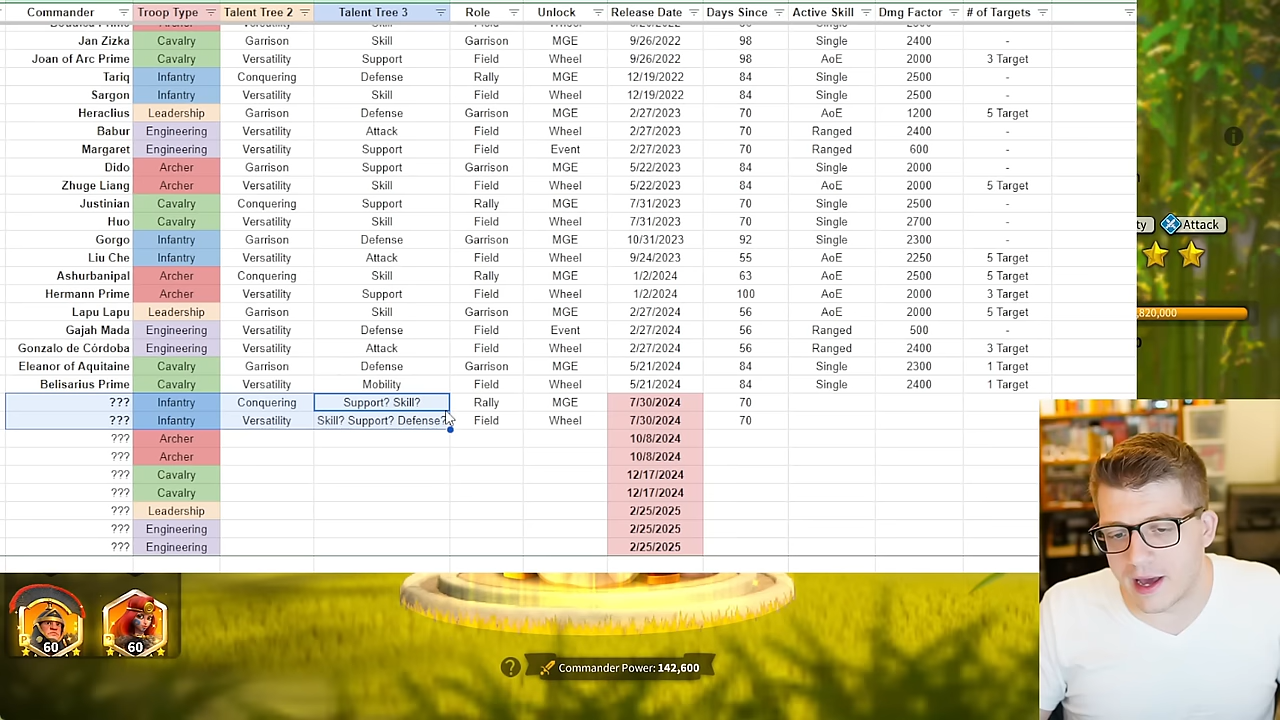 Commander Troop Type Talent Tree 2 Talent Tree 3 Role Unlock Release Date Days Since Active Skill Dmg Factor # of Targets
Jan Zizka Cavalry Garrison Skill Garrison MGE 9/26/2022 98 Single 2400 -
Joan of Arc Prime Cavalry Versatility Support Field Wheel 9/26/2022 98 AoE 2000 3 Target
Tariq Infantry Conquering Defense Rally MGE 12/19/2022 84 Single 2500 -
Sargon Infantry Versatility Skill Field Wheel 12/19/2022 84 Single 2500 -
Heraclius Leadership Garrison Defense Garrison MGE 2/27/2023 70 AoE 1200 5 Target
Babur Engineering Versatility Attack Field Wheel 2/27/2023 70 Ranged 2400 -
Margaret Engineering Versatility Support Field Event 2/27/2023 70 Ranged 600 -
Dido Archer Garrison Support Garrison MGE 5/22/2023 84 Single 2000 -
Zhuge Liang Archer Versatility Skill Field Wheel 5/22/2023 84 AoE 2000 5 Target
Justinian Cavalry Conquering Support Rally MGE 7/31/2023 70 Single 2500 -
Huo Cavalry Versatility Skill Field Wheel 7/31/2023 70 Single 2700 -
Gorgo Infantry Garrison Defense Garrison MGE 10/31/2023 92 Single 2300 -
ty Attack
Liu Che Infantry Versatility Attack Field Wheel 9/24/2023 55 AoE 2250 5 Target
Ashurbanipal Archer Conquering Skill Rally MGE 1/2/2024 63 AoE 2500 5 Target
Hermann Prime Archer Versatility Support Field Wheel 1/2/2024 100 AoE 2000 3 Target
Lapu Lapu Leadership Garrison Skill Garrison MGE 2/27/2024 56 AoE 2000 5 Target
,820,000
Gajah Mada Engineering Versatility Defense Field Event 2/27/2024 56 Ranged 500 -
Gonzalo de Córdoba Engineering Versatility Attack Field Wheel 2/27/2024 56 Ranged 2400 3 Target
Eleanor of Aquitaine Cavalry Garrison Defense Garrison MGE 5/21/2024 84 Single 2300 1 Target
Belisarius Prime Cavalry Versatility Mobility Field Wheel 5/21/2024 84 Single 2400 1 Target
??? Infantry Conquering Support? Skill? Rally MGE 7/30/2024 70
??? Infantry Versatility Skill? Support? Defense? Field Wheel 7/30/2024 70
??? Archer 10/8/2024
??? Archer 10/8/2024
??? Cavalry 12/17/2024
??? Cavalry 12/17/2024
??? Leadership 2/25/2025
??? Engineering 2/25/2025
??? Engineering 2/25/2025
60 60
? Commander Power: 142,600